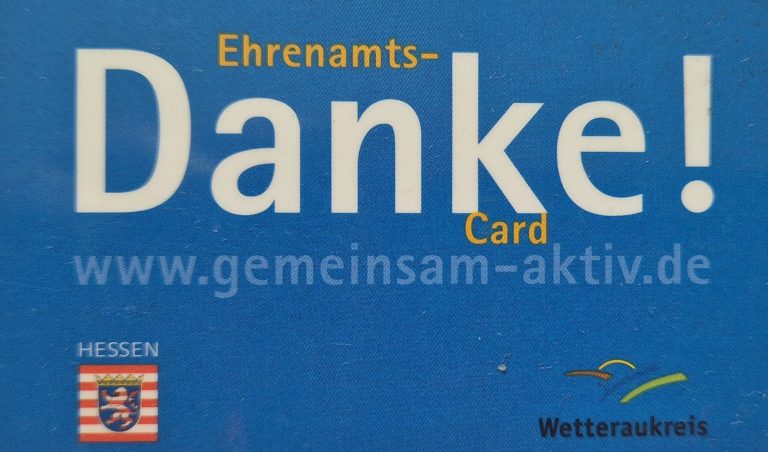 Ehrenamts-
Danke!
Card
www.gemeinsam-aktiv.de
HESSEN
Wetteraukreis